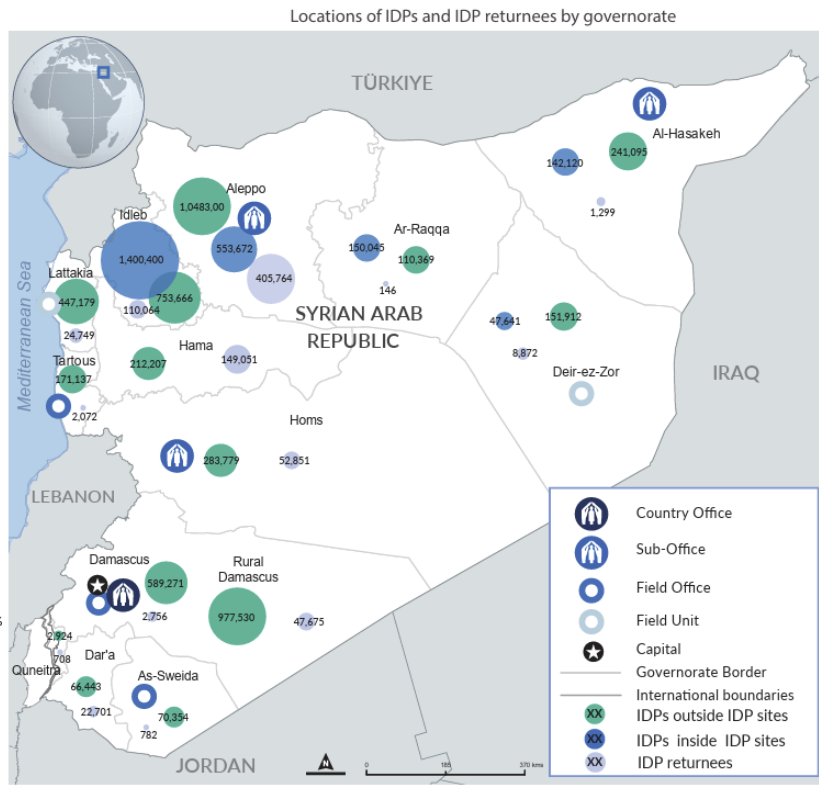 Locations of IDPs and IDP returnees by governorate
TÜRKIYE
Al-Hasakeh
241,095
142,120
1,299
Aleppo
1,0483,00
Idleb
553,672
1,400,400
405,764
753,666
110,064
Ar-Raqqa
150,045
110,369
146
Mediterranean Sea
Lattakia
447,179
24,749
SYRIAN ARAB
REPUBLIC
47,641
151,912
8,872
Deir-ez-Zor
IRAQ
Hama
212,207
149,051
Tartous
171,137
2,072
Homs
283,779
52,851
LEBANON
Damascus
589,271
2,756
Rural
Damascus
977,530
47,675
s
2,924
708
Quneitra
Dar'a
66,443
22,701
As-Sweida
70,354
782
JORDAN
Country Office
Sub-Office
Field Office
Field Unit
Capital
Governorate Border
International boundaries
XX IDPs outside IDP sites
XX IDPs inside IDP sites
XX IDP returnees
N
0 185 370 kms